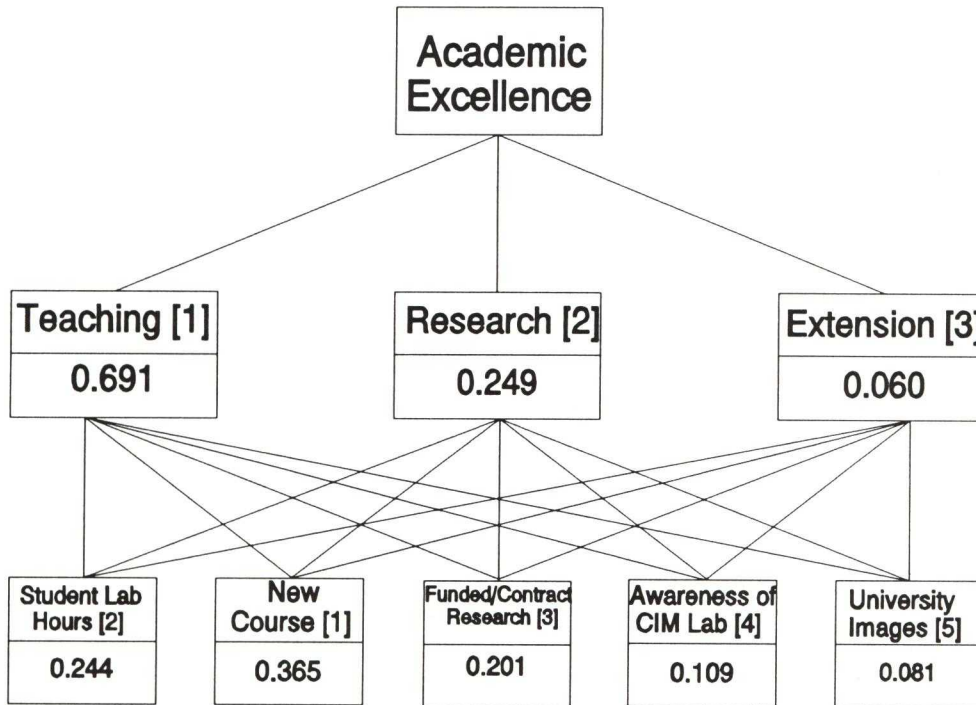 Academic
Excellence
Teaching [1]
0.691
Research [2]
0.249
Extension [3]
0.060
Student Lab
Hours [2]
0.244
New
Course [1]
0.365
Funded/Contract
Research [3]
0.201
Awareness of
CIM Lab [4]
0.109
University
Images [5]
0.081